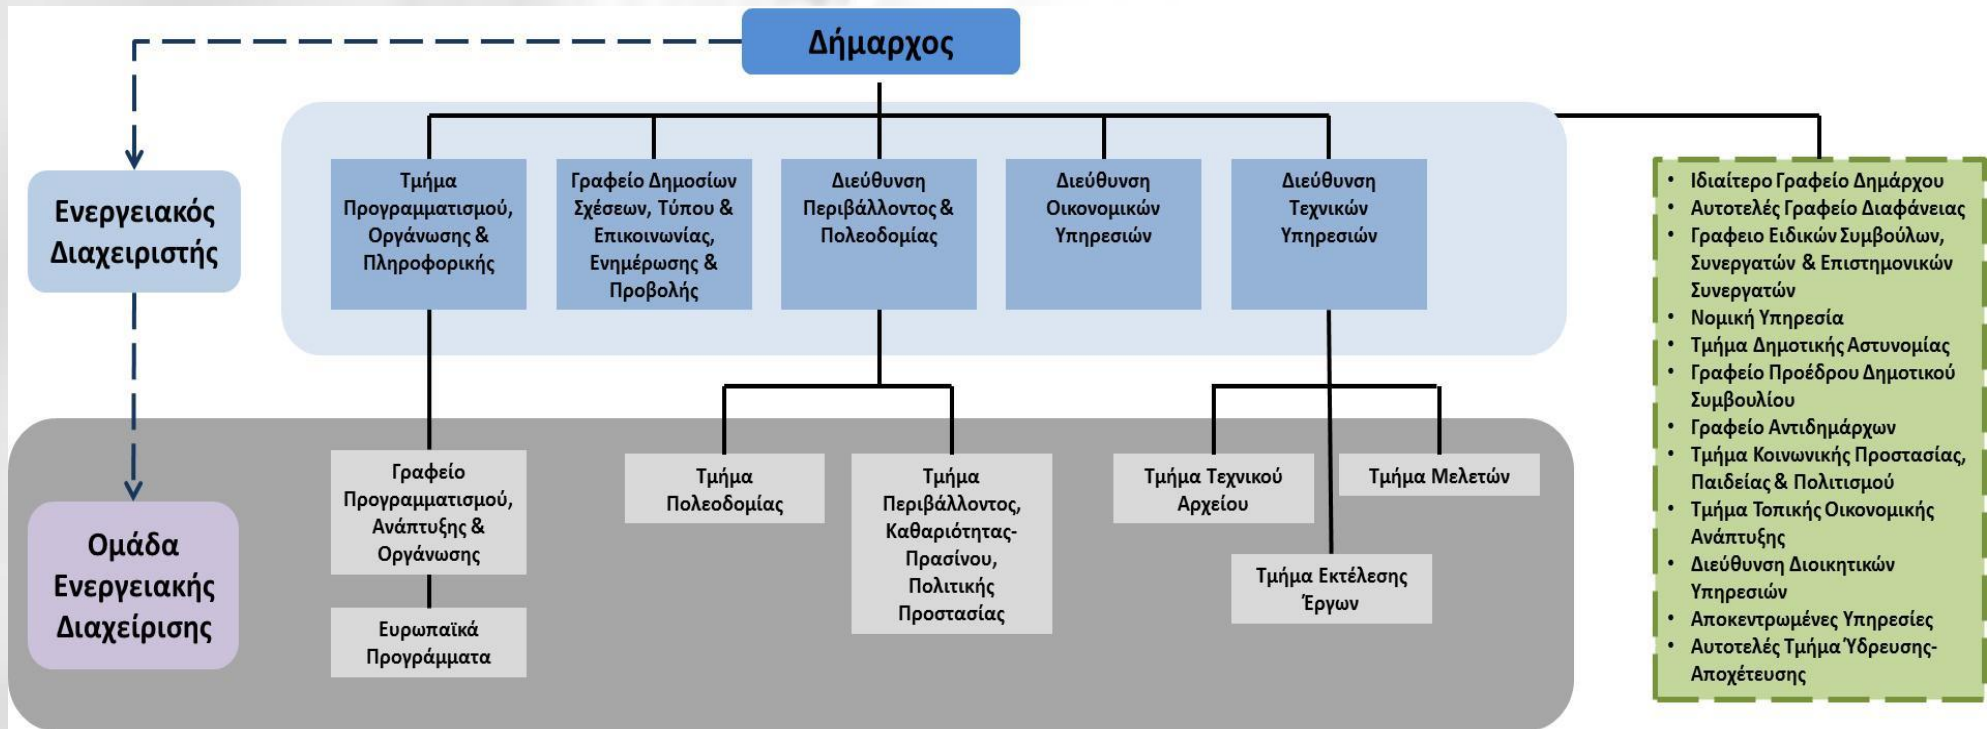 Δήμαρχος
Ενεργειακός
Διαχειριστής
Τμήμα
Προγραμματισμού,
Οργάνωσης &
Πληροφορικής
Γραφείο Δημοσίων
Σχέσεων, Τύπου &
Επικοινωνίας,
Ενημέρωσης &
Προβολής
Διεύθυνση
Περιβάλλοντος &
Πολεοδομίας
Διεύθυνση
Οικονομικών
Υπηρεσιών
Διεύθυνση
Τεχνικών
Υπηρεσιών
• Ιδιαίτερο Γραφείο Δημάρχου
• Αυτοτελές Γραφείο Διαφάνειας
• Γραφειο Ειδικών Συμβούλων,
Συνεργατών & Επιστημονικών
Συνεργατών
• Νομική Υπηρεσία
• Τμήμα Δημοτικής Αστυνομίας
• Γραφείο Προέδρου Δημοτικού
Συμβουλίου
• Γραφείο Αντιδημάρχων
• Τμήμα Κοινωνικής Προστασίας,
Παιδείας & Πολιτισμού
• Τμήμα Τοπικής Οικονομικής
Ανάπτυξης
• Διεύθυνση Διοικητικών
Υπηρεσιών
• Αποκεντρωμένες Υπηρεσίες
• Αυτοτελές Τμήμα Ύδρευσης-
Αποχέτευσης
Ομάδα
Ενεργειακής
Διαχείρισης
Γραφείο
Προγραμματισμού,
Ανάπτυξης &
Οργάνωσης
Ευρωπαϊκά
Προγράμματα
Τμήμα
Πολεοδομίας
Τμήμα
Περιβάλλοντος,
Καθαριότητας-
Πρασίνου,
Πολιτικής
Προστασίας
Τμήμα Τεχνικού
Αρχείου
Τμήμα Μελετών
Τμήμα Εκτέλεσης
Έργων